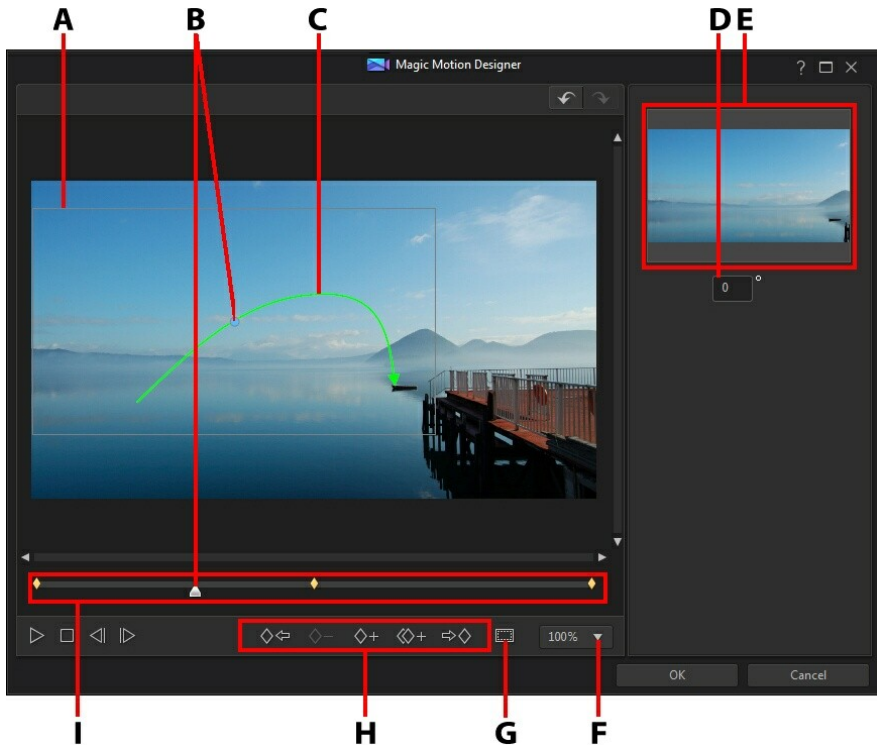 A B C D E
Magic Motion Designer
?
0 °
100%
OK Cancel
I H G F